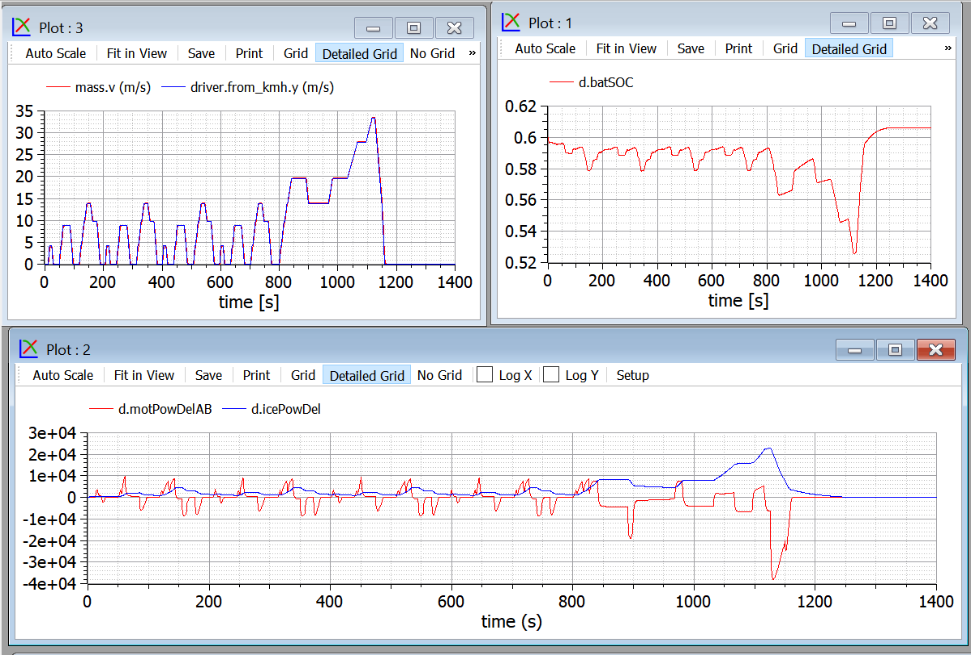 Plot : 3
Auto Scale Fit in View Save Print Grid Detailed Grid No Grid »
mass.v (m/s) driver.from_kmh.y (m/s)
35
30
25
20
15
10
5
0
0 200 400 600 800 1000 1200 1400
time [s]
Plot : 1
Auto Scale Fit in View Save Print Grid Detailed Grid »
d.batSOC
0.62
0.6
0.58
0.56
0.54
0.52
0 200 400 600 800 1000 1200 1400
time [s]
Plot : 2
Auto Scale Fit in View Save Print Grid Detailed Grid No Grid Log X Log Y Setup
d.motPowDelAB d.icePowDel
3e+04
2e+04
1e+04
0
-1e+04
-2e+04
-3e+04
-4e+04
0 200 400 600 800 1000 1200 1400
time (s)